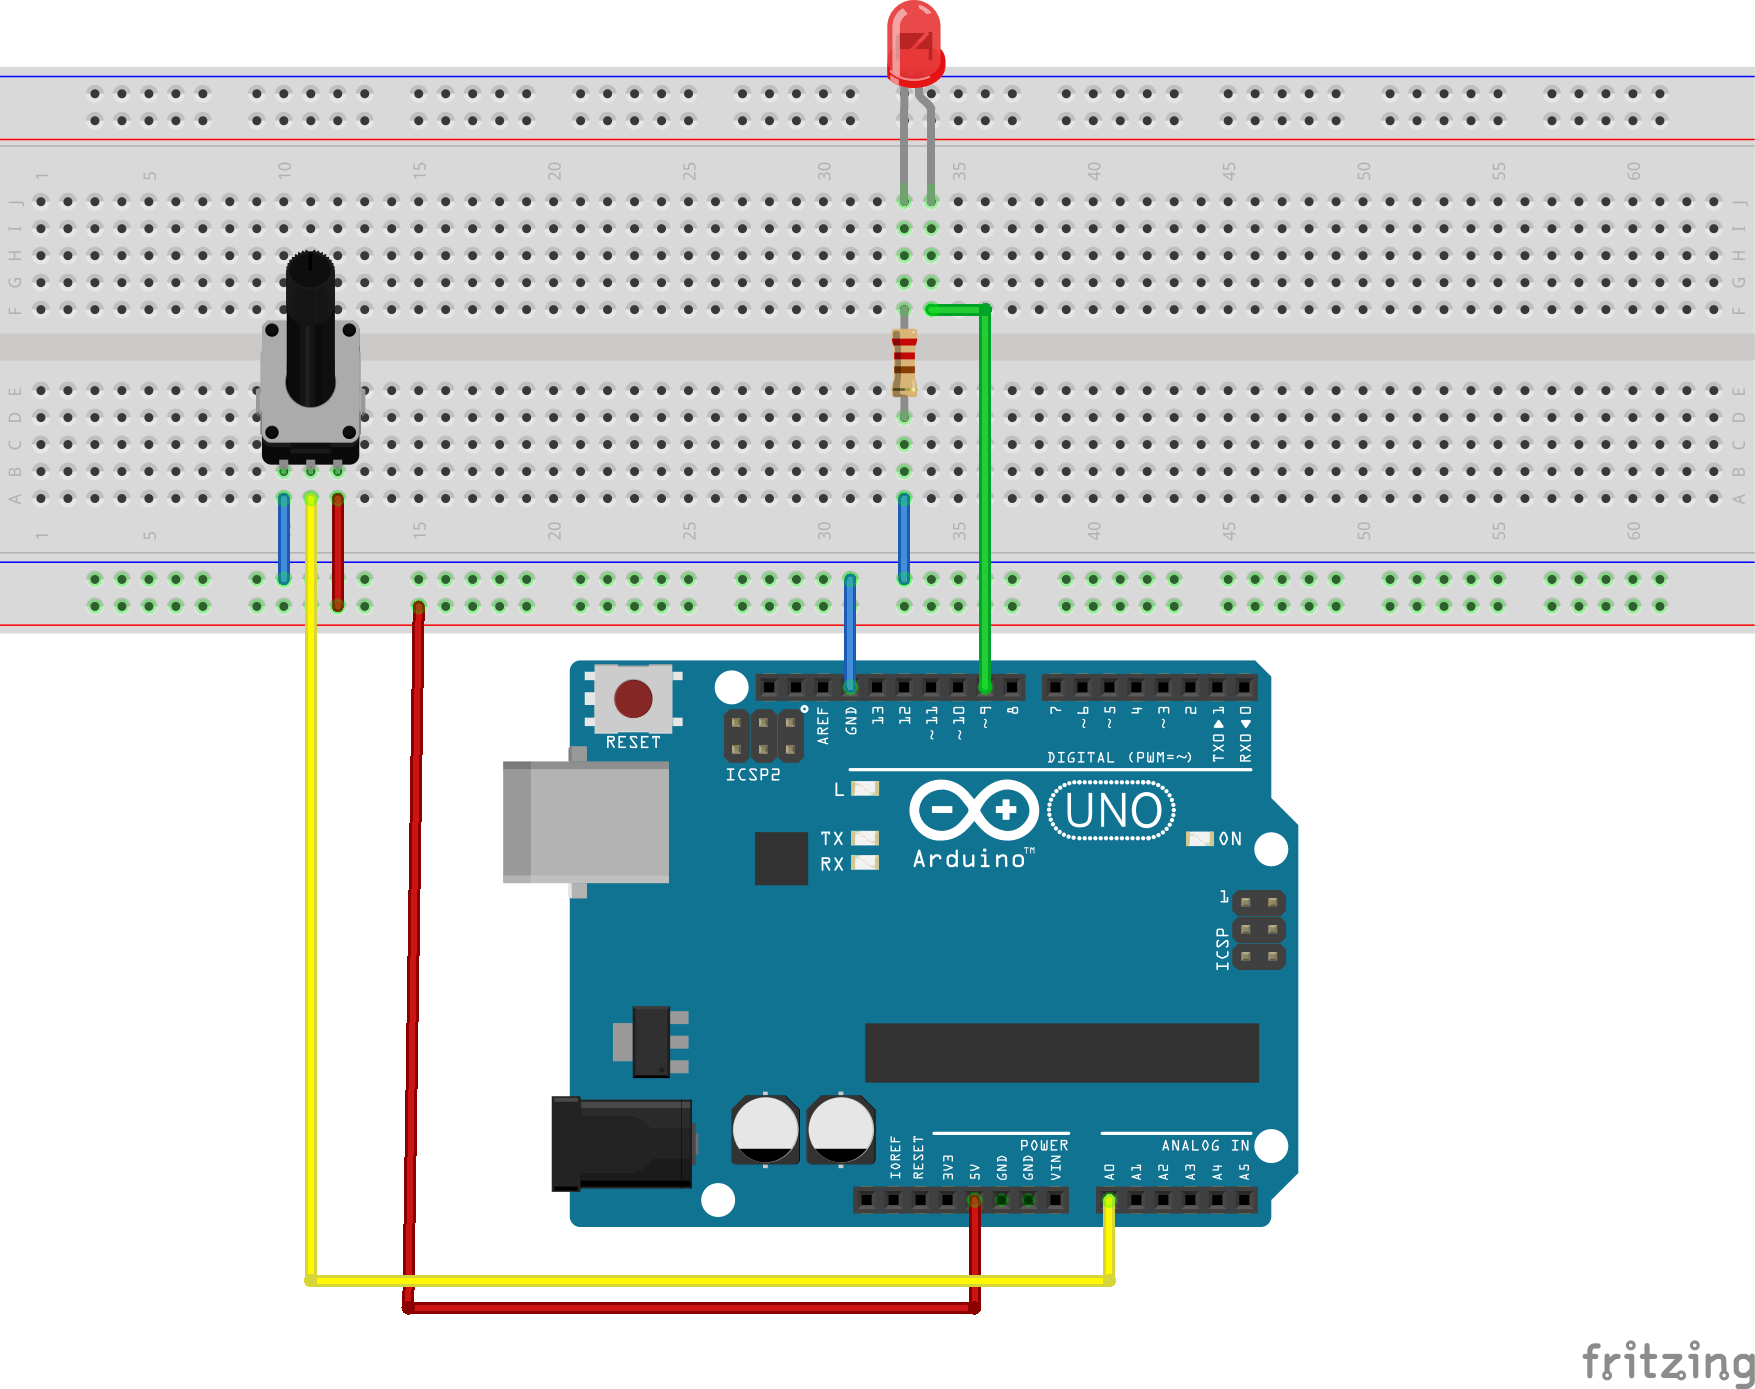 1 5 10 15 20 25 30 35 40 45 50 55 60
J J
I I
H H
G G
F F
E E
D D
C C
B B
A A
1 5 15 20 25 30 35 40 45 50 55 60
RESET
ICSP2
AREF
GND
13
12
~11
~10
~9
8
7
~6
~5
4
~3
2
TX0▶1
RX0◀0
DIGITAL (PWM=~)
L
TX
RX
UNO
Arduino™
ON
1
ICSP
POWER
ANALOG IN
IOREF
RESET
3V3
5V
GND
GND
VIN
A0
A1
A2
A3
A4
A5
fritzing